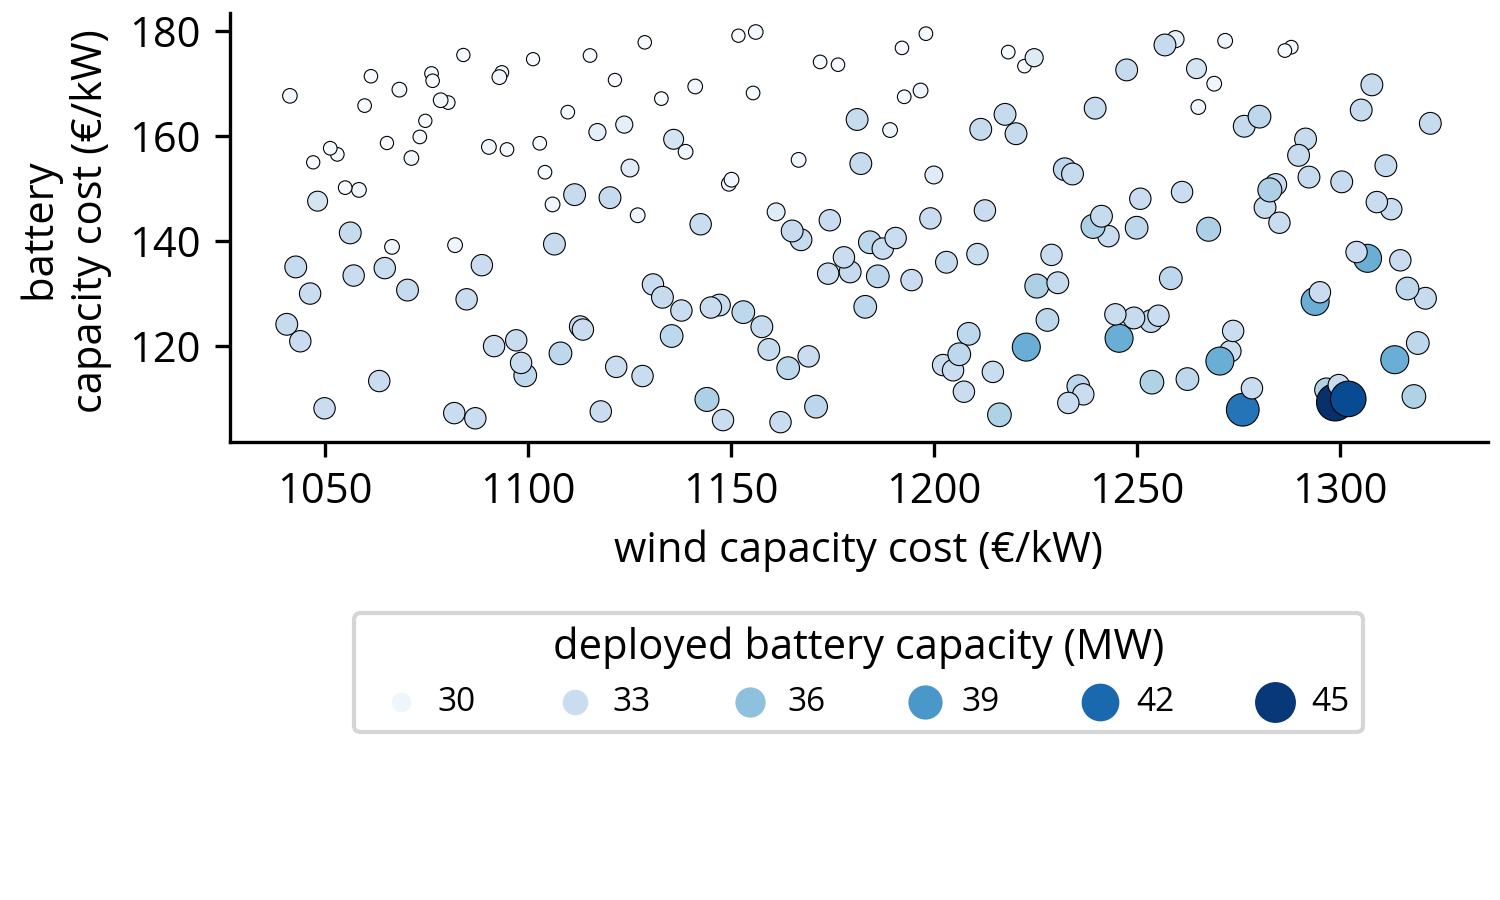 battery
capacity cost (€/kW)
180
160
140
120
1050 1100 1150 1200 1250 1300
wind capacity cost (€/kW)
deployed battery capacity (MW)
30 33 36 39 42 45